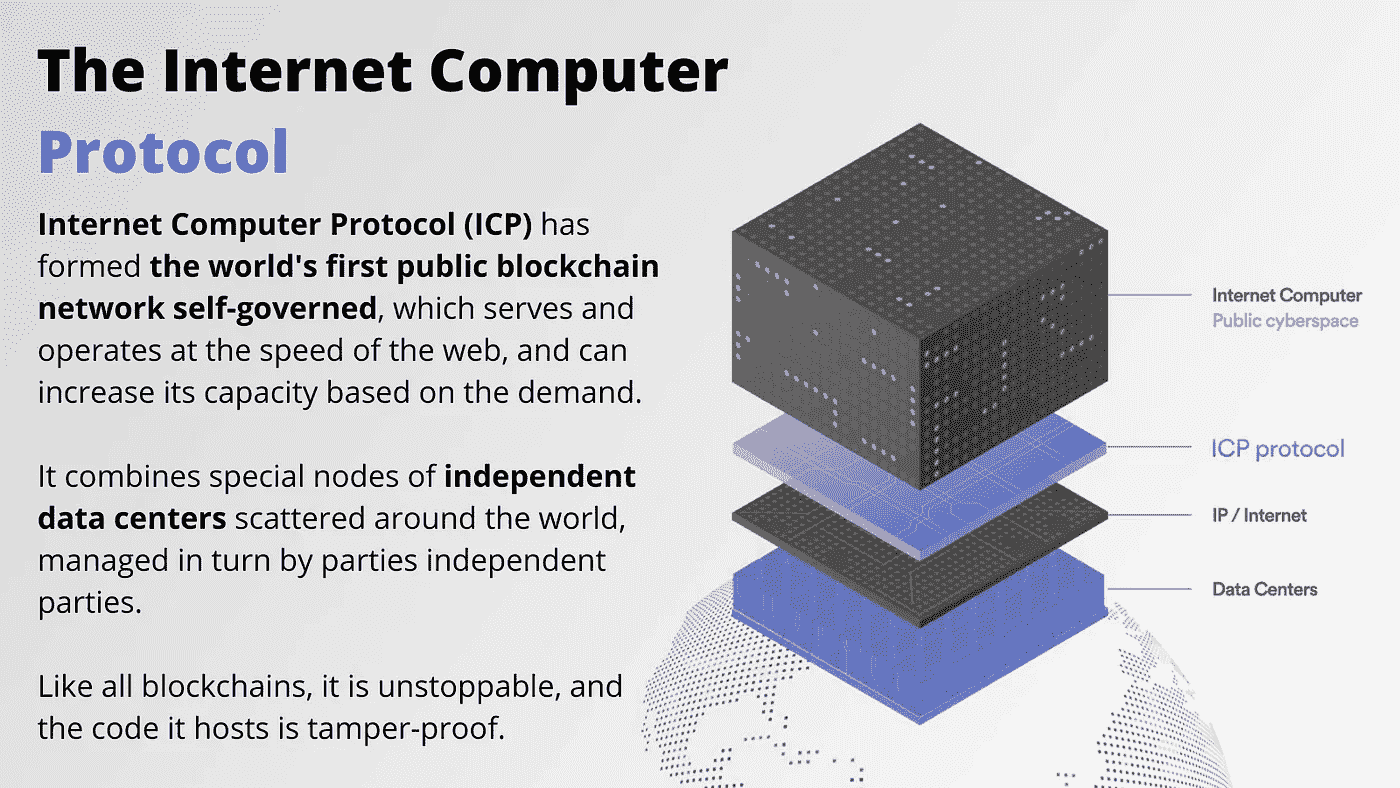 The Internet Computer
Protocol
Internet Computer Protocol (ICP) has
formed the world's first public blockchain
network self-governed, which serves and
operates at the speed of the web, and can
increase its capacity based on the demand.
It combines special nodes of independent
data centers scattered around the world,
managed in turn by parties independent
parties.
Like all blockchains, it is unstoppable, and
the code it hosts is tamper-proof.
Internet Computer
Public cyberspace
ICP protocol
IP / Internet
Data Centers